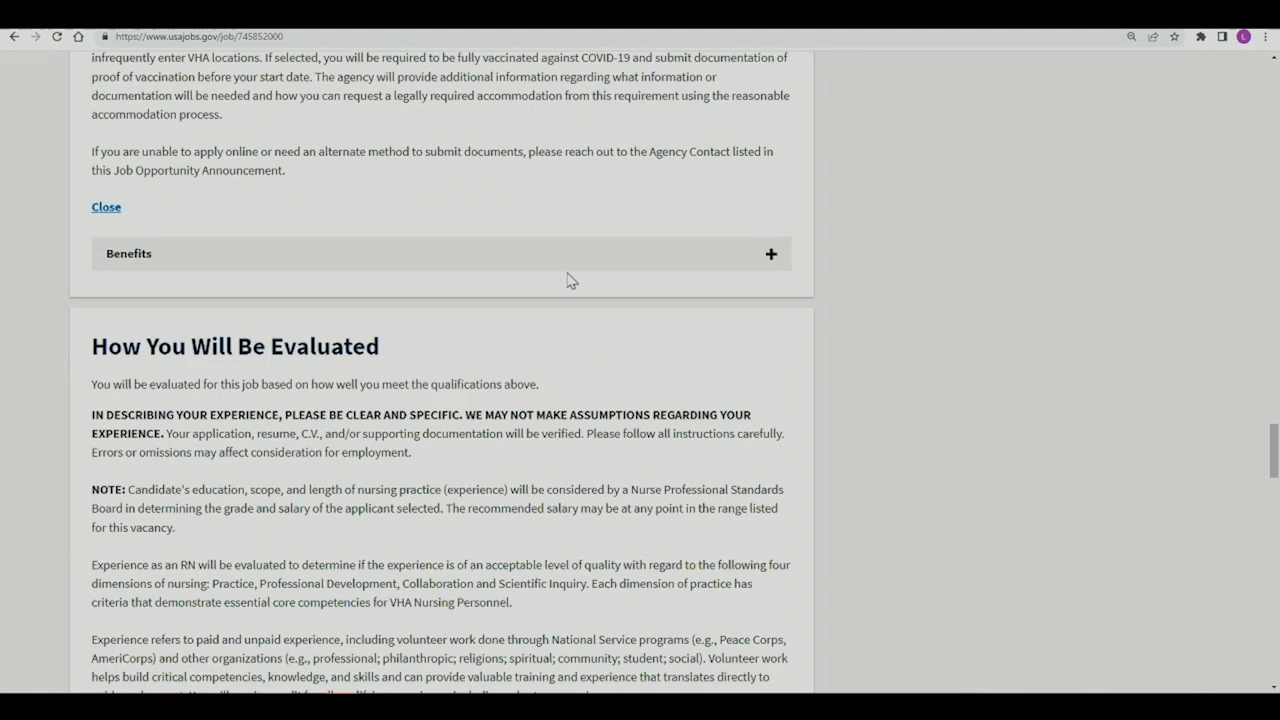 https://www.usajobs.gov/job/745852000
L
infrequently enter VHA locations. If selected, you will be required to be fully vaccinated against COVID-19 and submit documentation of
proof of vaccination before your start date. The agency will provide additional information regarding what information or
documentation will be needed and how you can request a legally required accommodation from this requirement using the reasonable
accommodation process.
If you are unable to apply online or need an alternate method to submit documents, please reach out to the Agency Contact listed in
this Job Opportunity Announcement.
Close
Benefits
How You Will Be Evaluated
You will be evaluated for this job based on how well you meet the qualifications above.
IN DESCRIBING YOUR EXPERIENCE, PLEASE BE CLEAR AND SPECIFIC. WE MAY NOT MAKE ASSUMPTIONS REGARDING YOUR
EXPERIENCE. Your application, resume, C.V., and/or supporting documentation will be verified. Please follow all instructions carefully.
Errors or omissions may affect consideration for employment.
NOTE: Candidate's education, scope, and length of nursing practice (experience) will be considered by a Nurse Professional Standards
Board in determining the grade and salary of the applicant selected. The recommended salary may be at any point in the range listed
for this vacancy.
Experience as an RN will be evaluated to determine if the experience is of an acceptable level of quality with regard to the following four
dimensions of nursing: Practice, Professional Development, Collaboration and Scientific Inquiry. Each dimension of practice has
criteria that demonstrate essential core competencies for VHA Nursing Personnel.
Experience refers to paid and unpaid experience, including volunteer work done through National Service programs (e.g., Peace Corps,
AmeriCorps) and other organizations (e.g., professional; philanthropic; religions; spiritual; community; student; social). Volunteer work
helps build critical competencies, knowledge, and skills and can provide valuable training and experience that translates directly to